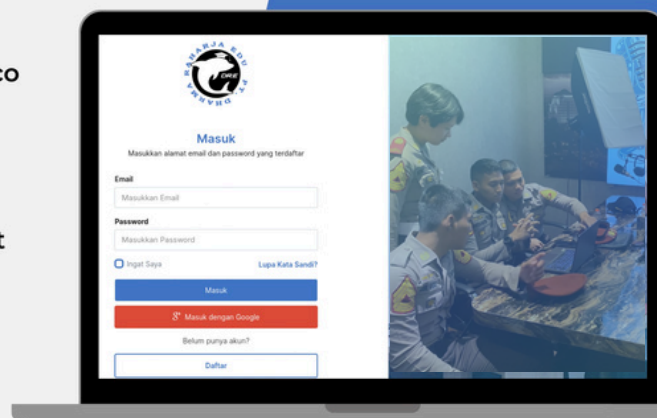 co
t
DHARMA RAHARJA EDU PT.
DRE
Masuk
Masukkan alamat email dan password yang terdaftar
Email
Masukkan Email
Password
Masukkan Password
Ingat Saya
Lupa Kata Sandi?
Masuk
g+ Masuk dengan Google
Belum punya akun?
Daftar